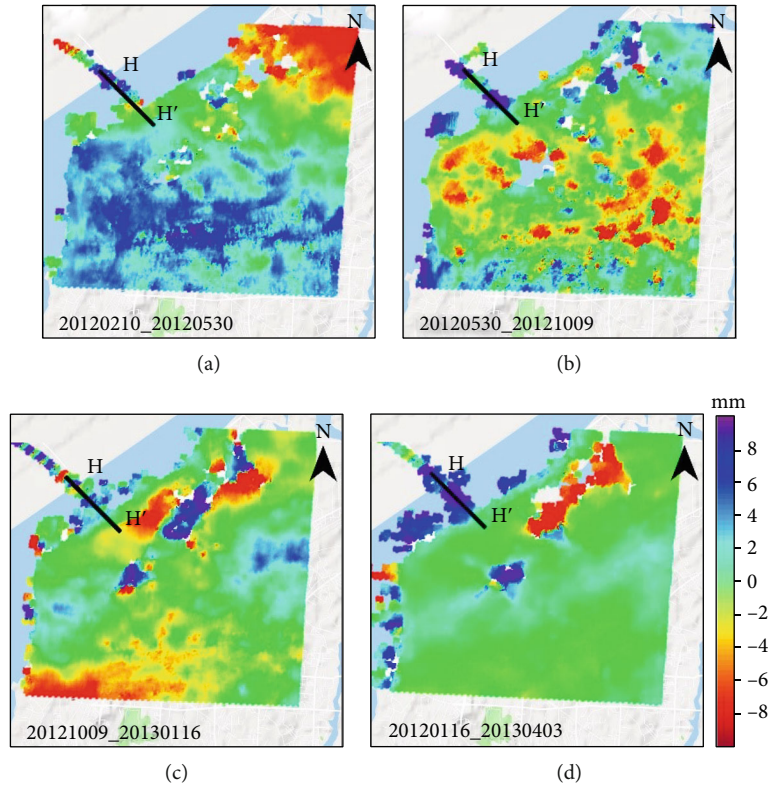 N
H
H′
20120210_20120530
(a)
N
H
H′
20120530_20121009
(b)
N
H
H′
20121009_20130116
(c)
N
H
H′
20120116_20130403
(d)
mm
8
6
4
2
0
−2
−4
−6
−8